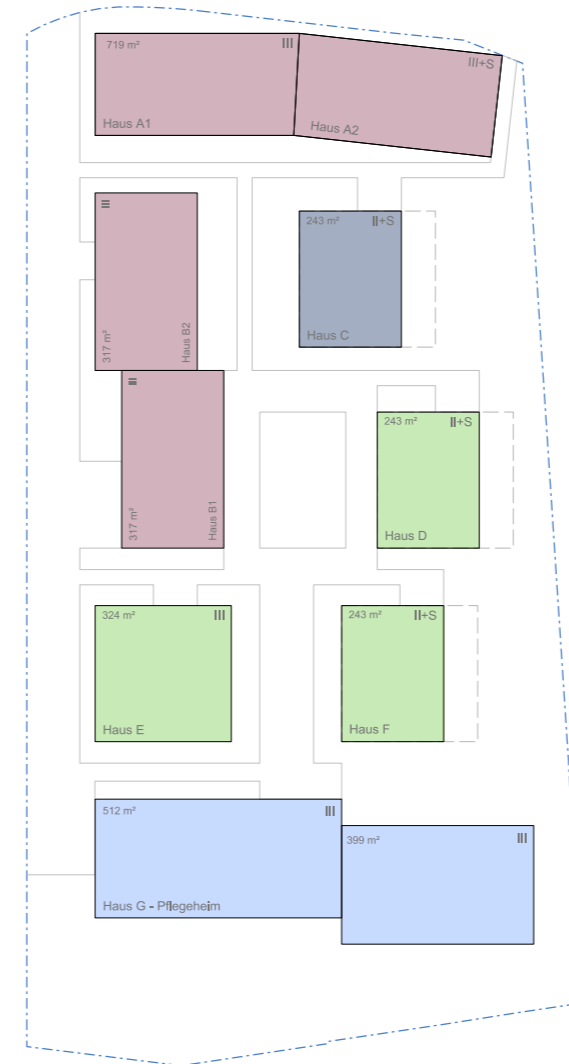 719 m²
III
III+S
Haus A1
Haus A2
III
317 m²
Haus B2
243 m²
II+S
Haus C
III
317 m²
Haus B1
243 m²
II+S
Haus D
324 m²
III
Haus E
243 m²
II+S
Haus F
512 m²
III
Haus G - Pflegeheim
399 m²
III